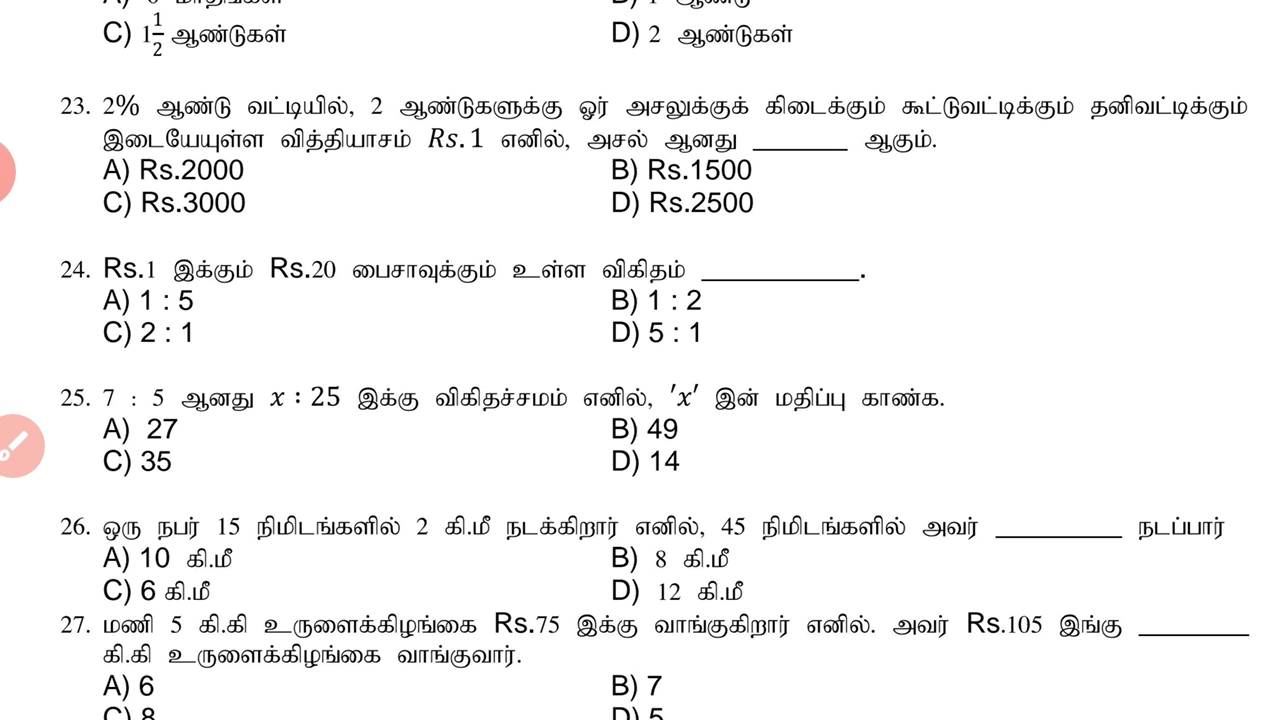 C) 1 1/2 ஆண்டுகள் D) 2 ஆண்டுகள்
23. 2% ஆண்டு வட்டியில், 2 ஆண்டுகளுக்கு ஓர் அசலுக்குக் கிடைக்கும் கூட்டுவட்டிக்கும் தனிவட்டிக்கும்
இடையேயுள்ள வித்தியாசம் Rs. 1 எனில், அசல் ஆனது ________ ஆகும்.
A) Rs.2000 B) Rs.1500
C) Rs.3000 D) Rs.2500
24. Rs.1 இக்கும் Rs.20 பைசாவுக்கும் உள்ள விகிதம் ____________.
A) 1 : 5 B) 1 : 2
C) 2 : 1 D) 5 : 1
25. 7 : 5 ஆனது x : 25 இக்கு விகிதச்சமம் எனில், 'x' இன் மதிப்பு காண்க.
A) 27 B) 49
C) 35 D) 14
26. ஒரு நபர் 15 நிமிடங்களில் 2 கி.மீ நடக்கிறார் எனில், 45 நிமிடங்களில் அவர் __________ நடப்பார்
A) 10 கி.மீ B) 8 கி.மீ
C) 6 கி.மீ D) 12 கி.மீ
27. மணி 5 கி.கி உருளைக்கிழங்கை Rs.75 இக்கு வாங்குகிறார் எனில். அவர் Rs.105 இங்கு _________
கி.கி உருளைக்கிழங்கை வாங்குவார்.
A) 6 B) 7
C) 8 D) 5